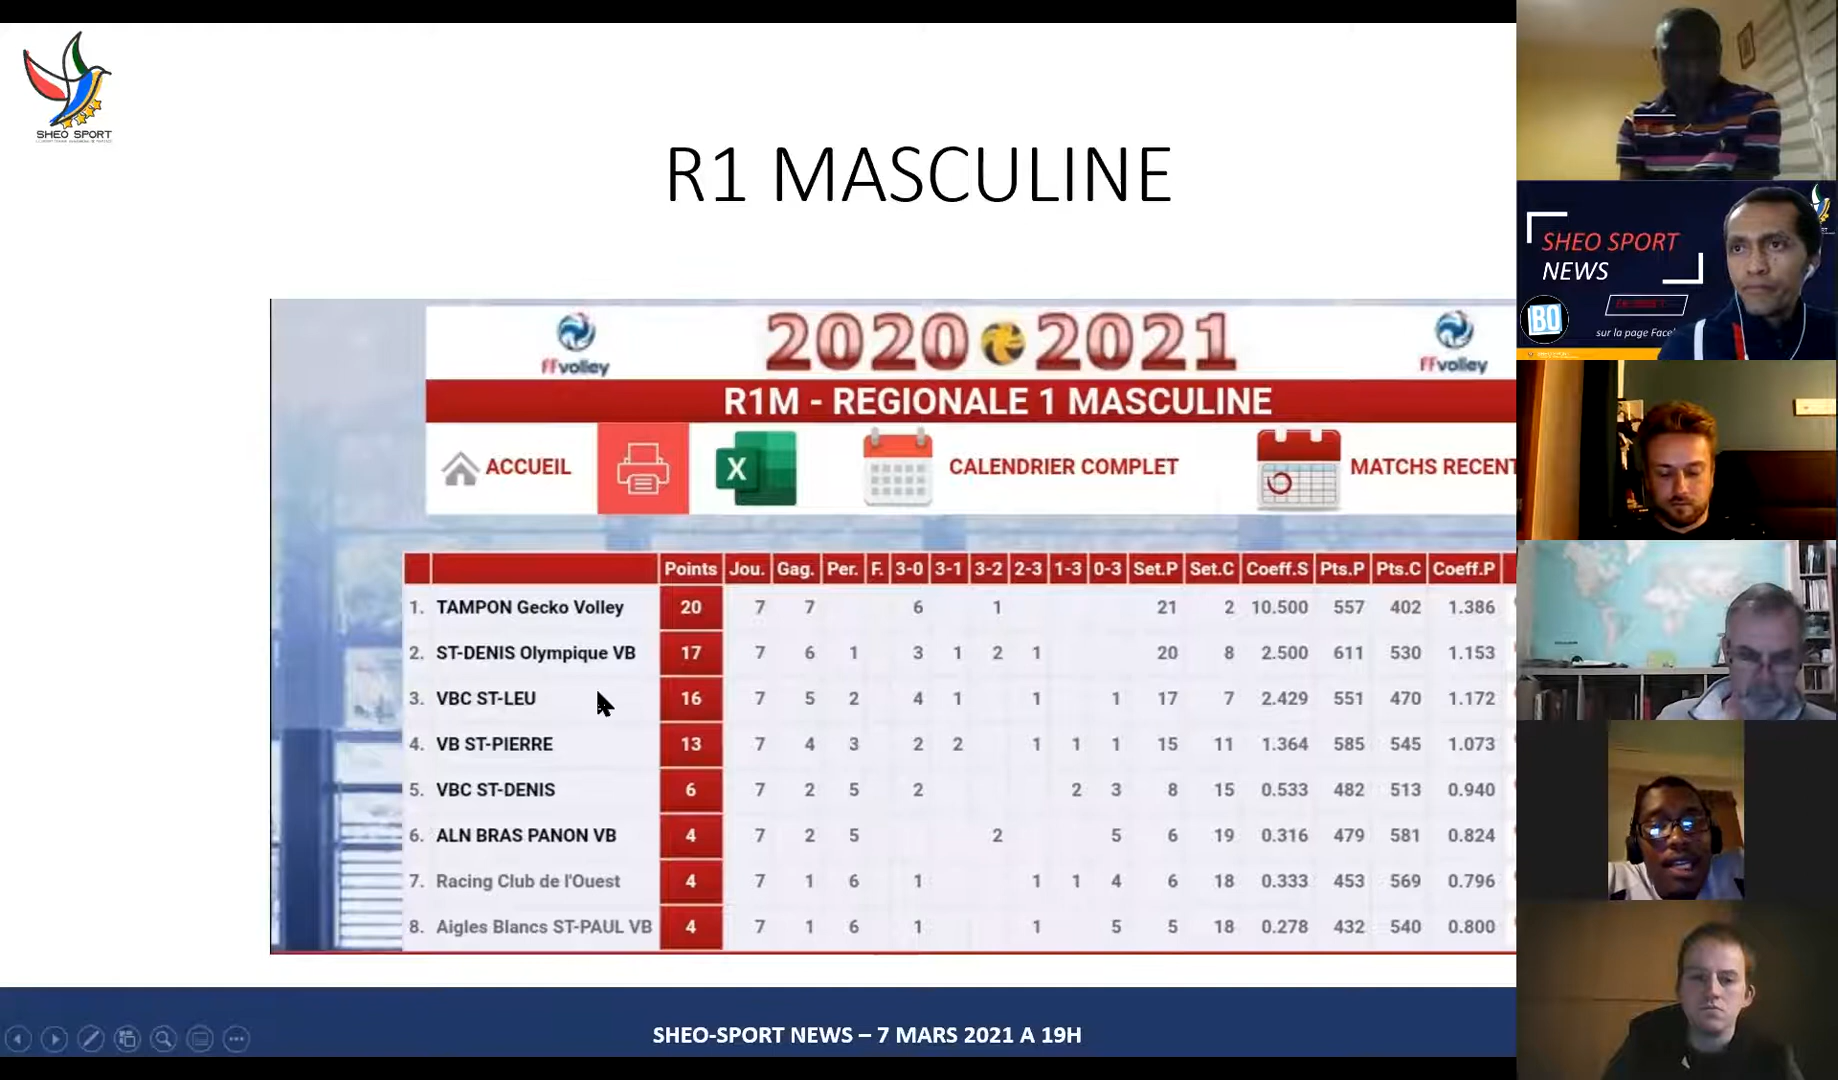 SHEO SPORT
R1 MASCULINE
ffvolley
2020 2021
ffvolley
R1M - REGIONALE 1 MASCULINE
ACCUEIL
X
CALENDRIER COMPLET
MATCHS RECENT
Points Jou. Gag. Per. F. 3-0 3-1 3-2 2-3 1-3 0-3 Set.P Set.C Coeff.S Pts.P Pts.C Coeff.P
1. TAMPON Gecko Volley 20 7 7 6 1 21 2 10.500 557 402 1.386
2. ST-DENIS Olympique VB 17 7 6 1 3 1 2 1 20 8 2.500 611 530 1.153
3. VBC ST-LEU 16 7 5 2 4 1 1 1 17 7 2.429 551 470 1.172
4. VB ST-PIERRE 13 7 4 3 2 2 1 1 1 15 11 1.364 585 545 1.073
5. VBC ST-DENIS 6 7 2 5 2 2 3 8 15 0.533 482 513 0.940
6. ALN BRAS PANON VB 4 7 2 5 2 5 6 19 0.316 479 581 0.824
7. Racing Club de l'Ouest 4 7 1 6 1 1 1 4 6 18 0.333 453 569 0.796
8. Aigles Blancs ST-PAUL VB 4 7 1 6 1 1 5 5 18 0.278 432 540 0.800
SHEO-SPORT NEWS – 7 MARS 2021 A 19H
SHEO SPORT
NEWS
BO
sur la page Face